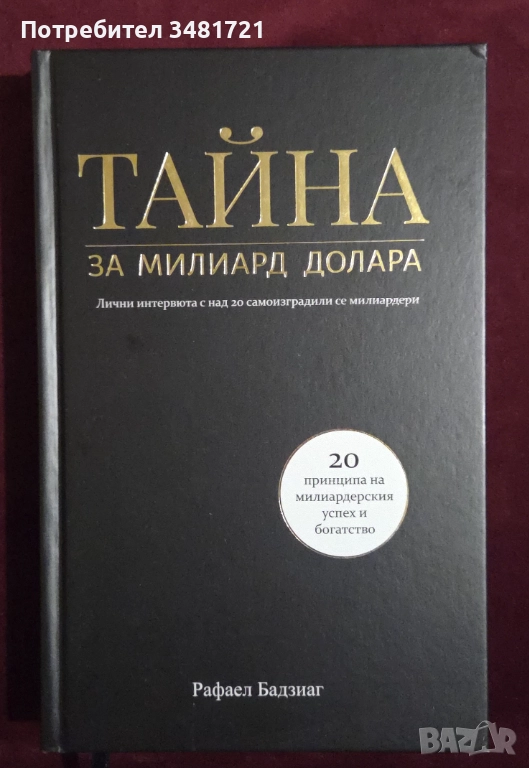 Потребител 3481721
ТАЙНА
ЗА МИЛИАРД ДОЛАРА
Лични интервюта с над 20 самоизградили се милиардери
20
принципа на
милиардерския
успех и
богатство
Рафаел Бадзиаг
BAZAR